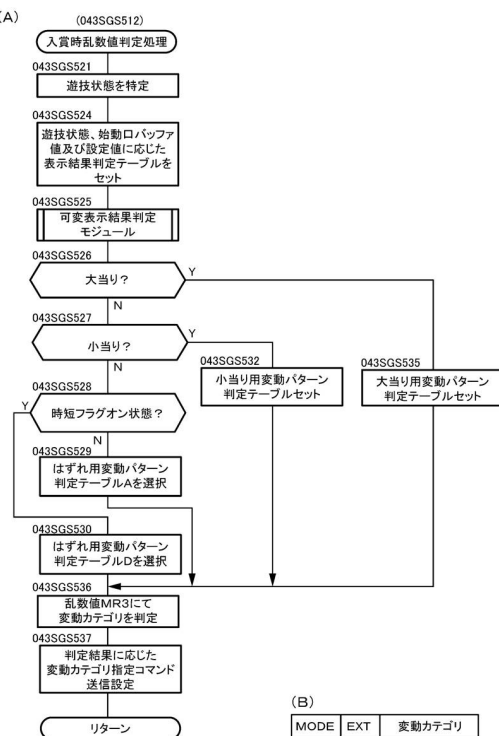 (A)
(043SGS512)
入賞時乱数値判定処理
043SGS521
遊技状態を特定
043SGS524
遊技状態、始動口バッファ
値及び設定値に応じた
表示結果判定テーブルを
セット
043SGS525
可変表示結果判定
モジュール
043SGS526
大当り?
Y
N
043SGS527
小当り?
Y
N
043SGS532
小当り用変動パターン
判定テーブルセット
043SGS535
大当り用変動パターン
判定テーブルセット
043SGS528
Y
時短フラグオン状態?
N
043SGS529
はずれ用変動パターン
判定テーブルAを選択
043SGS530
はずれ用変動パターン
判定テーブルDを選択
043SGS536
乱数値MR3にて
変動カテゴリを判定
043SGS537
判定結果に応じた
変動カテゴリ指定コマンド
送信設定
リターン
(B)
MODE EXT 変動カテゴリ